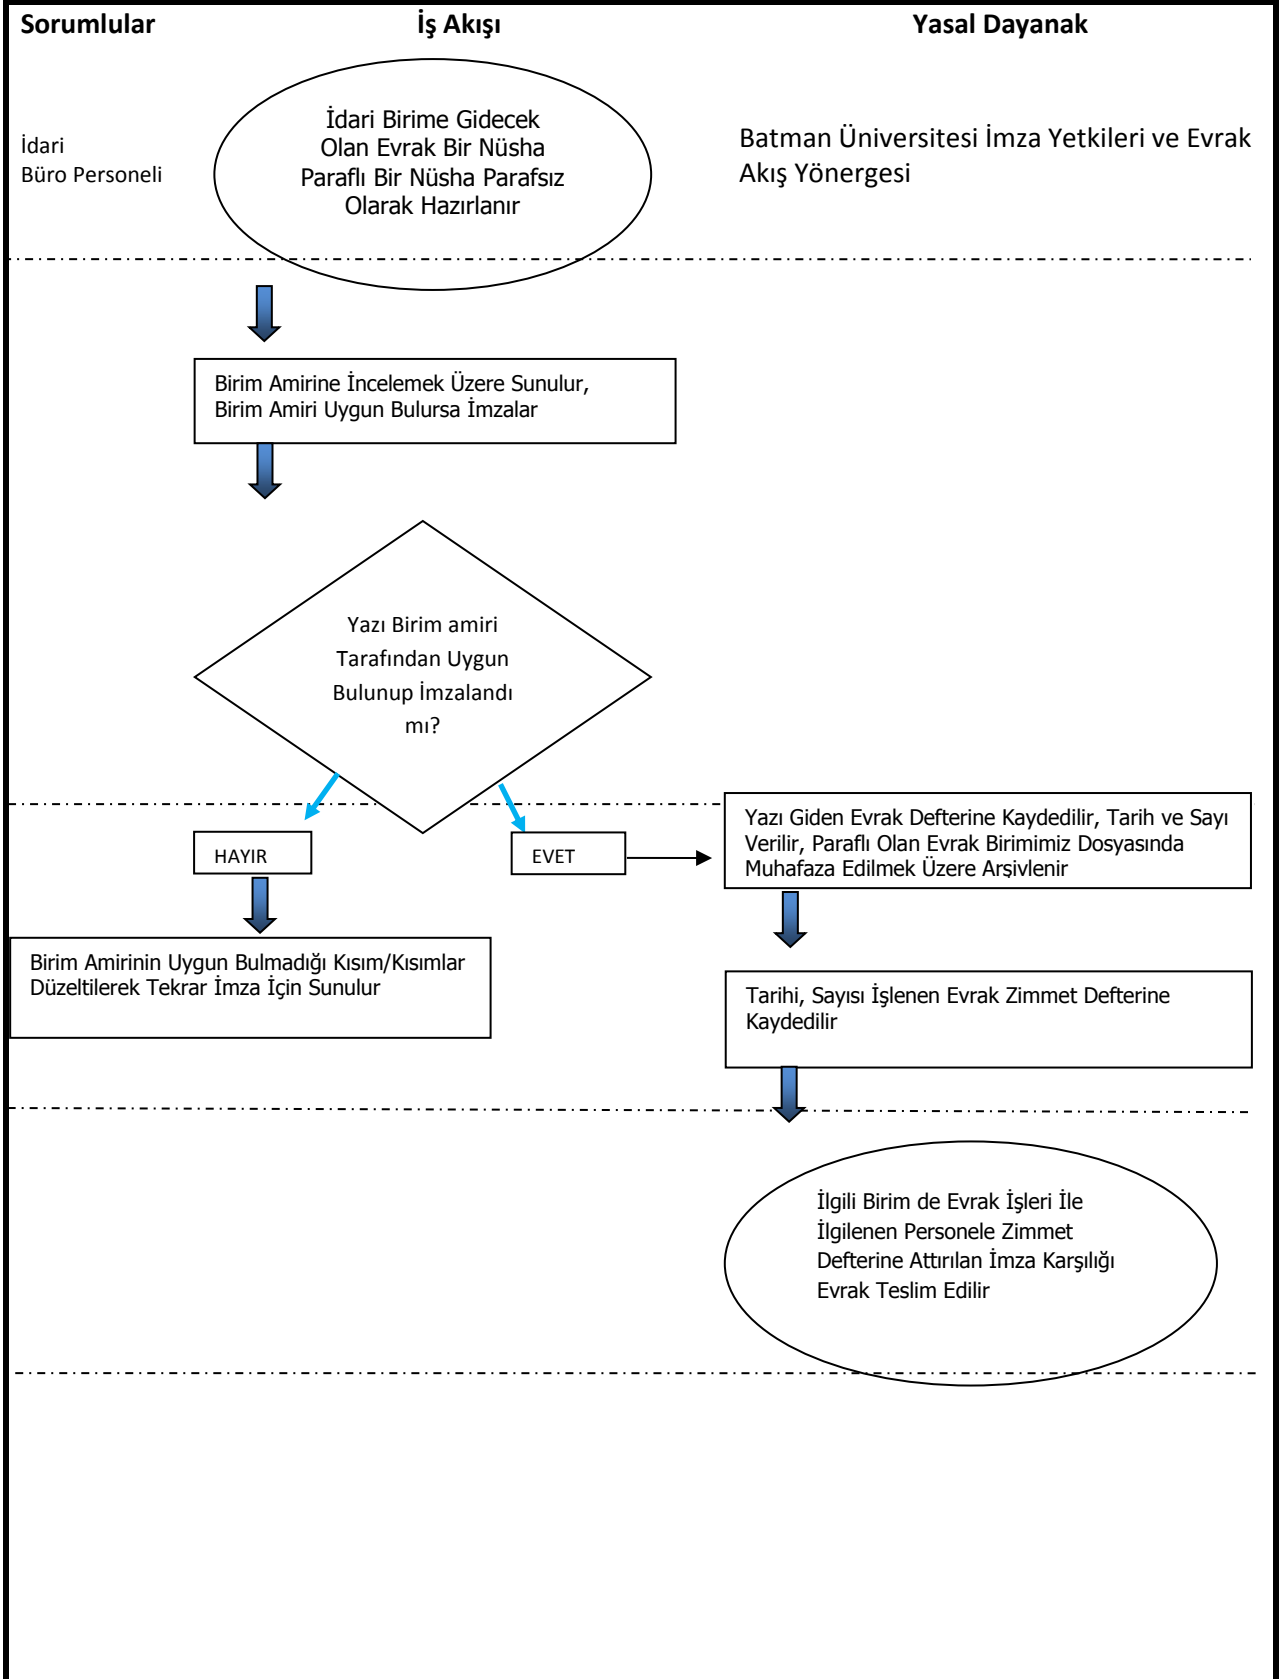 Sorumlular
İş Akışı
Yasal Dayanak
İdari
Büro Personeli
İdari Birime Gidecek
Olan Evrak Bir Nüsha
Paraflı Bir Nüsha Parafsız
Olarak Hazırlanır
Batman Üniversitesi İmza Yetkileri ve Evrak
Akış Yönergesi
Birim Amirine İncelemek Üzere Sunulur,
Birim Amiri Uygun Bulursa İmzalar
Yazı Birim amiri
Tarafından Uygun
Bulunup İmzalandı
mı?
HAYIR
EVET
Yazı Giden Evrak Defterine Kaydedilir, Tarih ve Sayı
Verilir, Paraflı Olan Evrak Birimimiz Dosyasında
Muhafaza Edilmek Üzere Arşivlenir
Birim Amirinin Uygun Bulmadığı Kısım/Kısımlar
Düzeltilerek Tekrar İmza İçin Sunulur
Tarihi, Sayısı İşlenen Evrak Zimmet Defterine
Kaydedilir
İlgili Birim de Evrak İşleri İle
İlgilenen Personele Zimmet
Defterine Attırılan İmza Karşılığı
Evrak Teslim Edilir